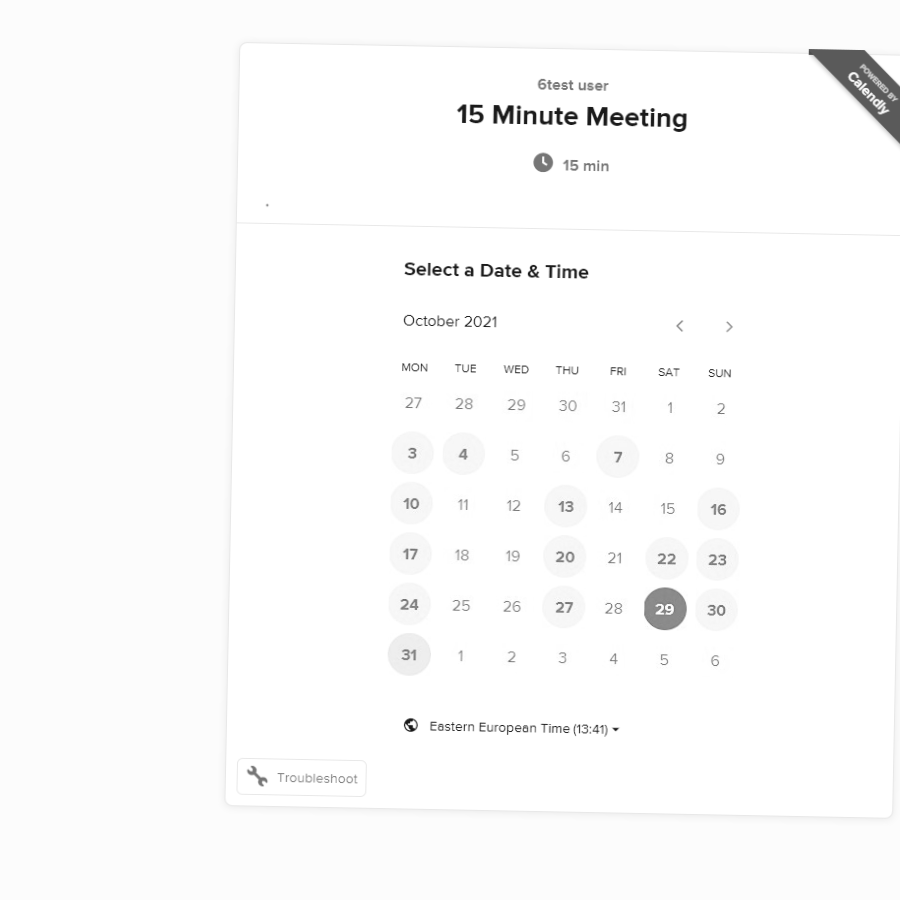 6test user
15 Minute Meeting
15 min
POWERED BY
Calendly
.
Select a Date & Time
October 2021
MON TUE WED THU FRI SAT SUN
27 28 29 30 31 1 2
3 4 5 6 7 8 9
10 11 12 13 14 15 16
17 18 19 20 21 22 23
24 25 26 27 28 29 30
31 1 2 3 4 5 6
Eastern European Time (13:41)
Troubleshoot